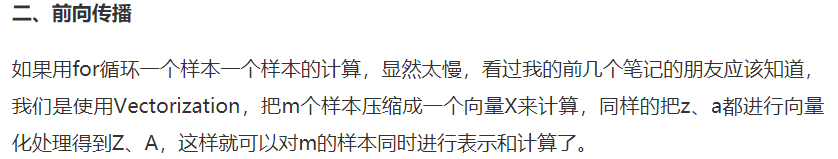 二、前向传播
如果用for循环一个样本一个样本的计算，显然太慢，看过我的前几个笔记的朋友应该知道，
我们是使用Vectorization，把m个样本压缩成一个向量X来计算，同样的把z、a都进行向量
化处理得到Z、A，这样就可以对m的样本同时进行表示和计算了。